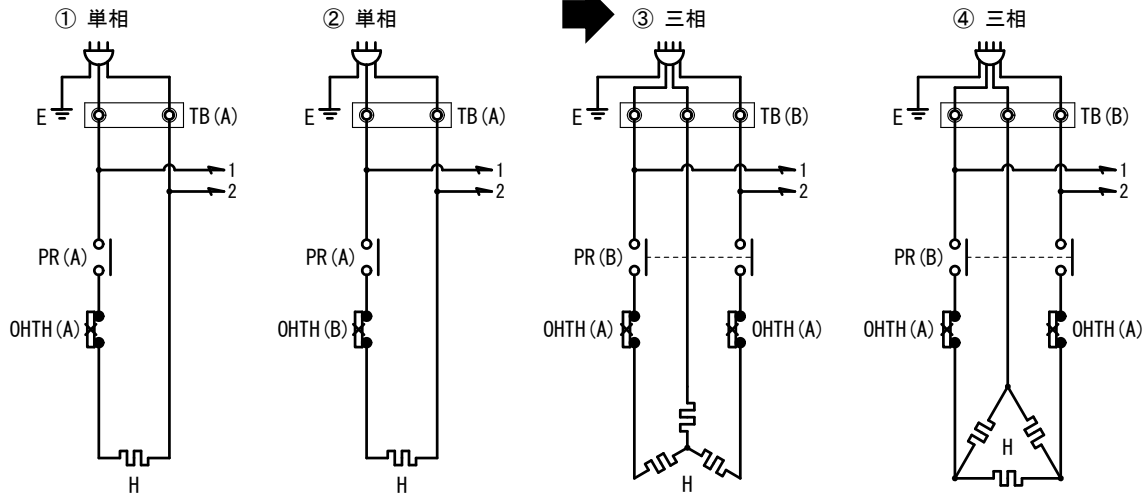 ① 単相
② 単相
③ 三相
④ 三相
E
TB(A)
E
TB(A)
E
TB(B)
E
TB(B)
1
1
1
1
2
2
2
2
PR(A)
PR(A)
PR(B)
PR(B)
OHTH(A)
OHTH(B)
OHTH(A)
OHTH(A)
OHTH(A)
OHTH(A)
H
H
H
H